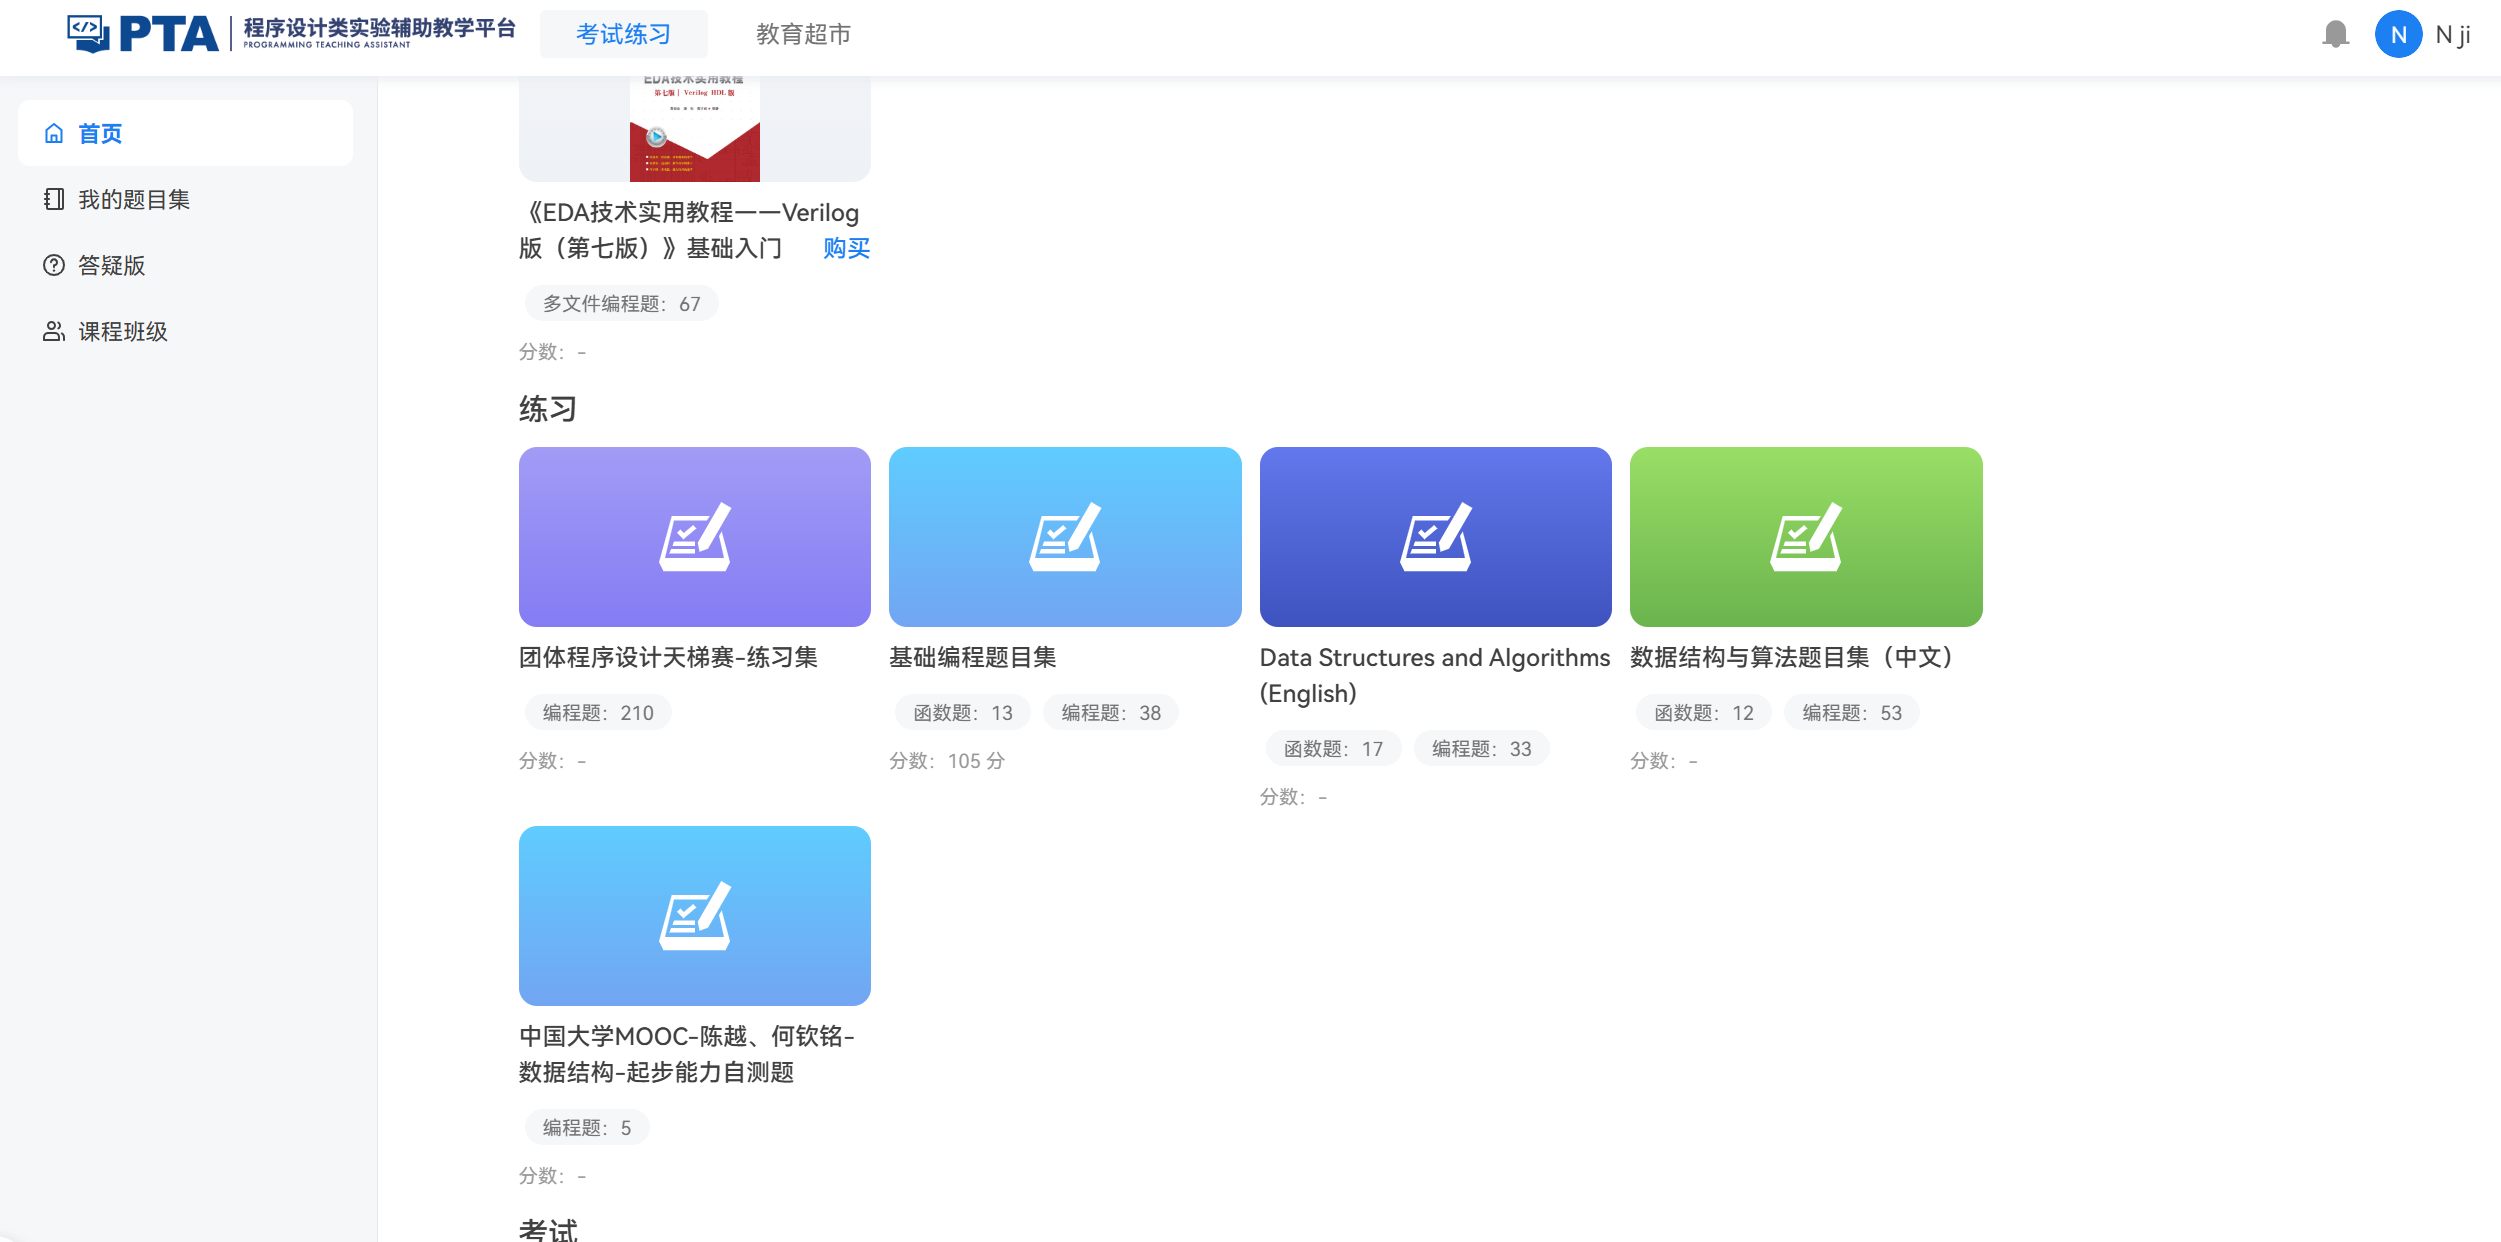 PTA
程序设计类实验辅助教学平台
PROGRAMMING TEACHING ASSISTANT
考试练习
教育超市
N
N ji
首页
我的题目集
答疑版
课程班级
EDA技术实用教程
第七版 | Verilog HDL 版
《EDA技术实用教程——Verilog
版（第七版）》基础入门
购买
多文件编程题：67
分数：-
练习
团体程序设计天梯赛-练习集
编程题：210
分数：-
基础编程题目集
函数题：13
编程题：38
分数：105 分
Data Structures and Algorithms
(English)
函数题：17
编程题：33
分数：-
数据结构与算法题目集（中文）
函数题：12
编程题：53
分数：-
中国大学MOOC-陈越、何钦铭-
数据结构-起步能力自测题
编程题：5
分数：-
考试